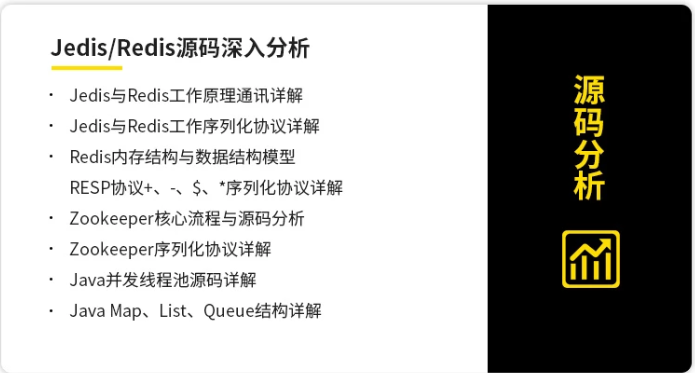 Jedis/Redis源码深入分析
· Jedis与Redis工作原理通讯详解
· Jedis与Redis工作序列化协议详解
· Redis内存结构与数据结构模型
RESP协议+、-、$、*序列化协议详解
· Zookeeper核心流程与源码分析
· Zookeeper序列化协议详解
· Java并发线程池源码详解
· Java Map、List、Queue结构详解
源码分析